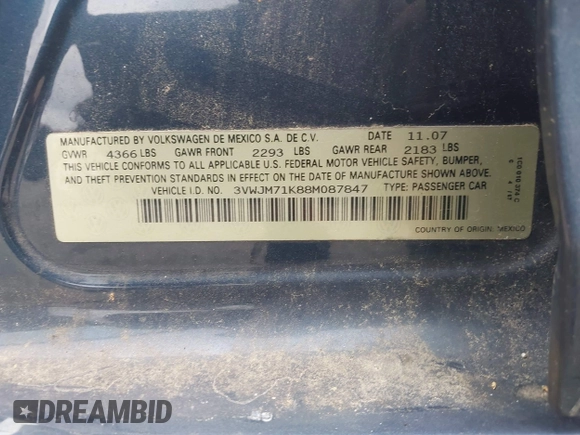 MANUFACTURED BY VOLKSWAGEN DE MEXICO S.A. DE C.V. DATE 11.07
GVWR 4366 LBS GAWR FRONT 2293 LBS GAWR REAR 2183 LBS
THIS VEHICLE CONFORMS TO ALL APPLICABLE U.S. FEDERAL MOTOR VEHICLE SAFETY, BUMPER,
AND THEFT PREVENTION STANDARDS IN EFFECT ON THE DATE OF MANUFACTURE SHOWN ABOVE.
VEHICLE I.D. NO. 3VWJM71K88M087847 TYPE: PASSENGER CAR
COUNTRY OF ORIGIN: MEXICO
DREAMBID